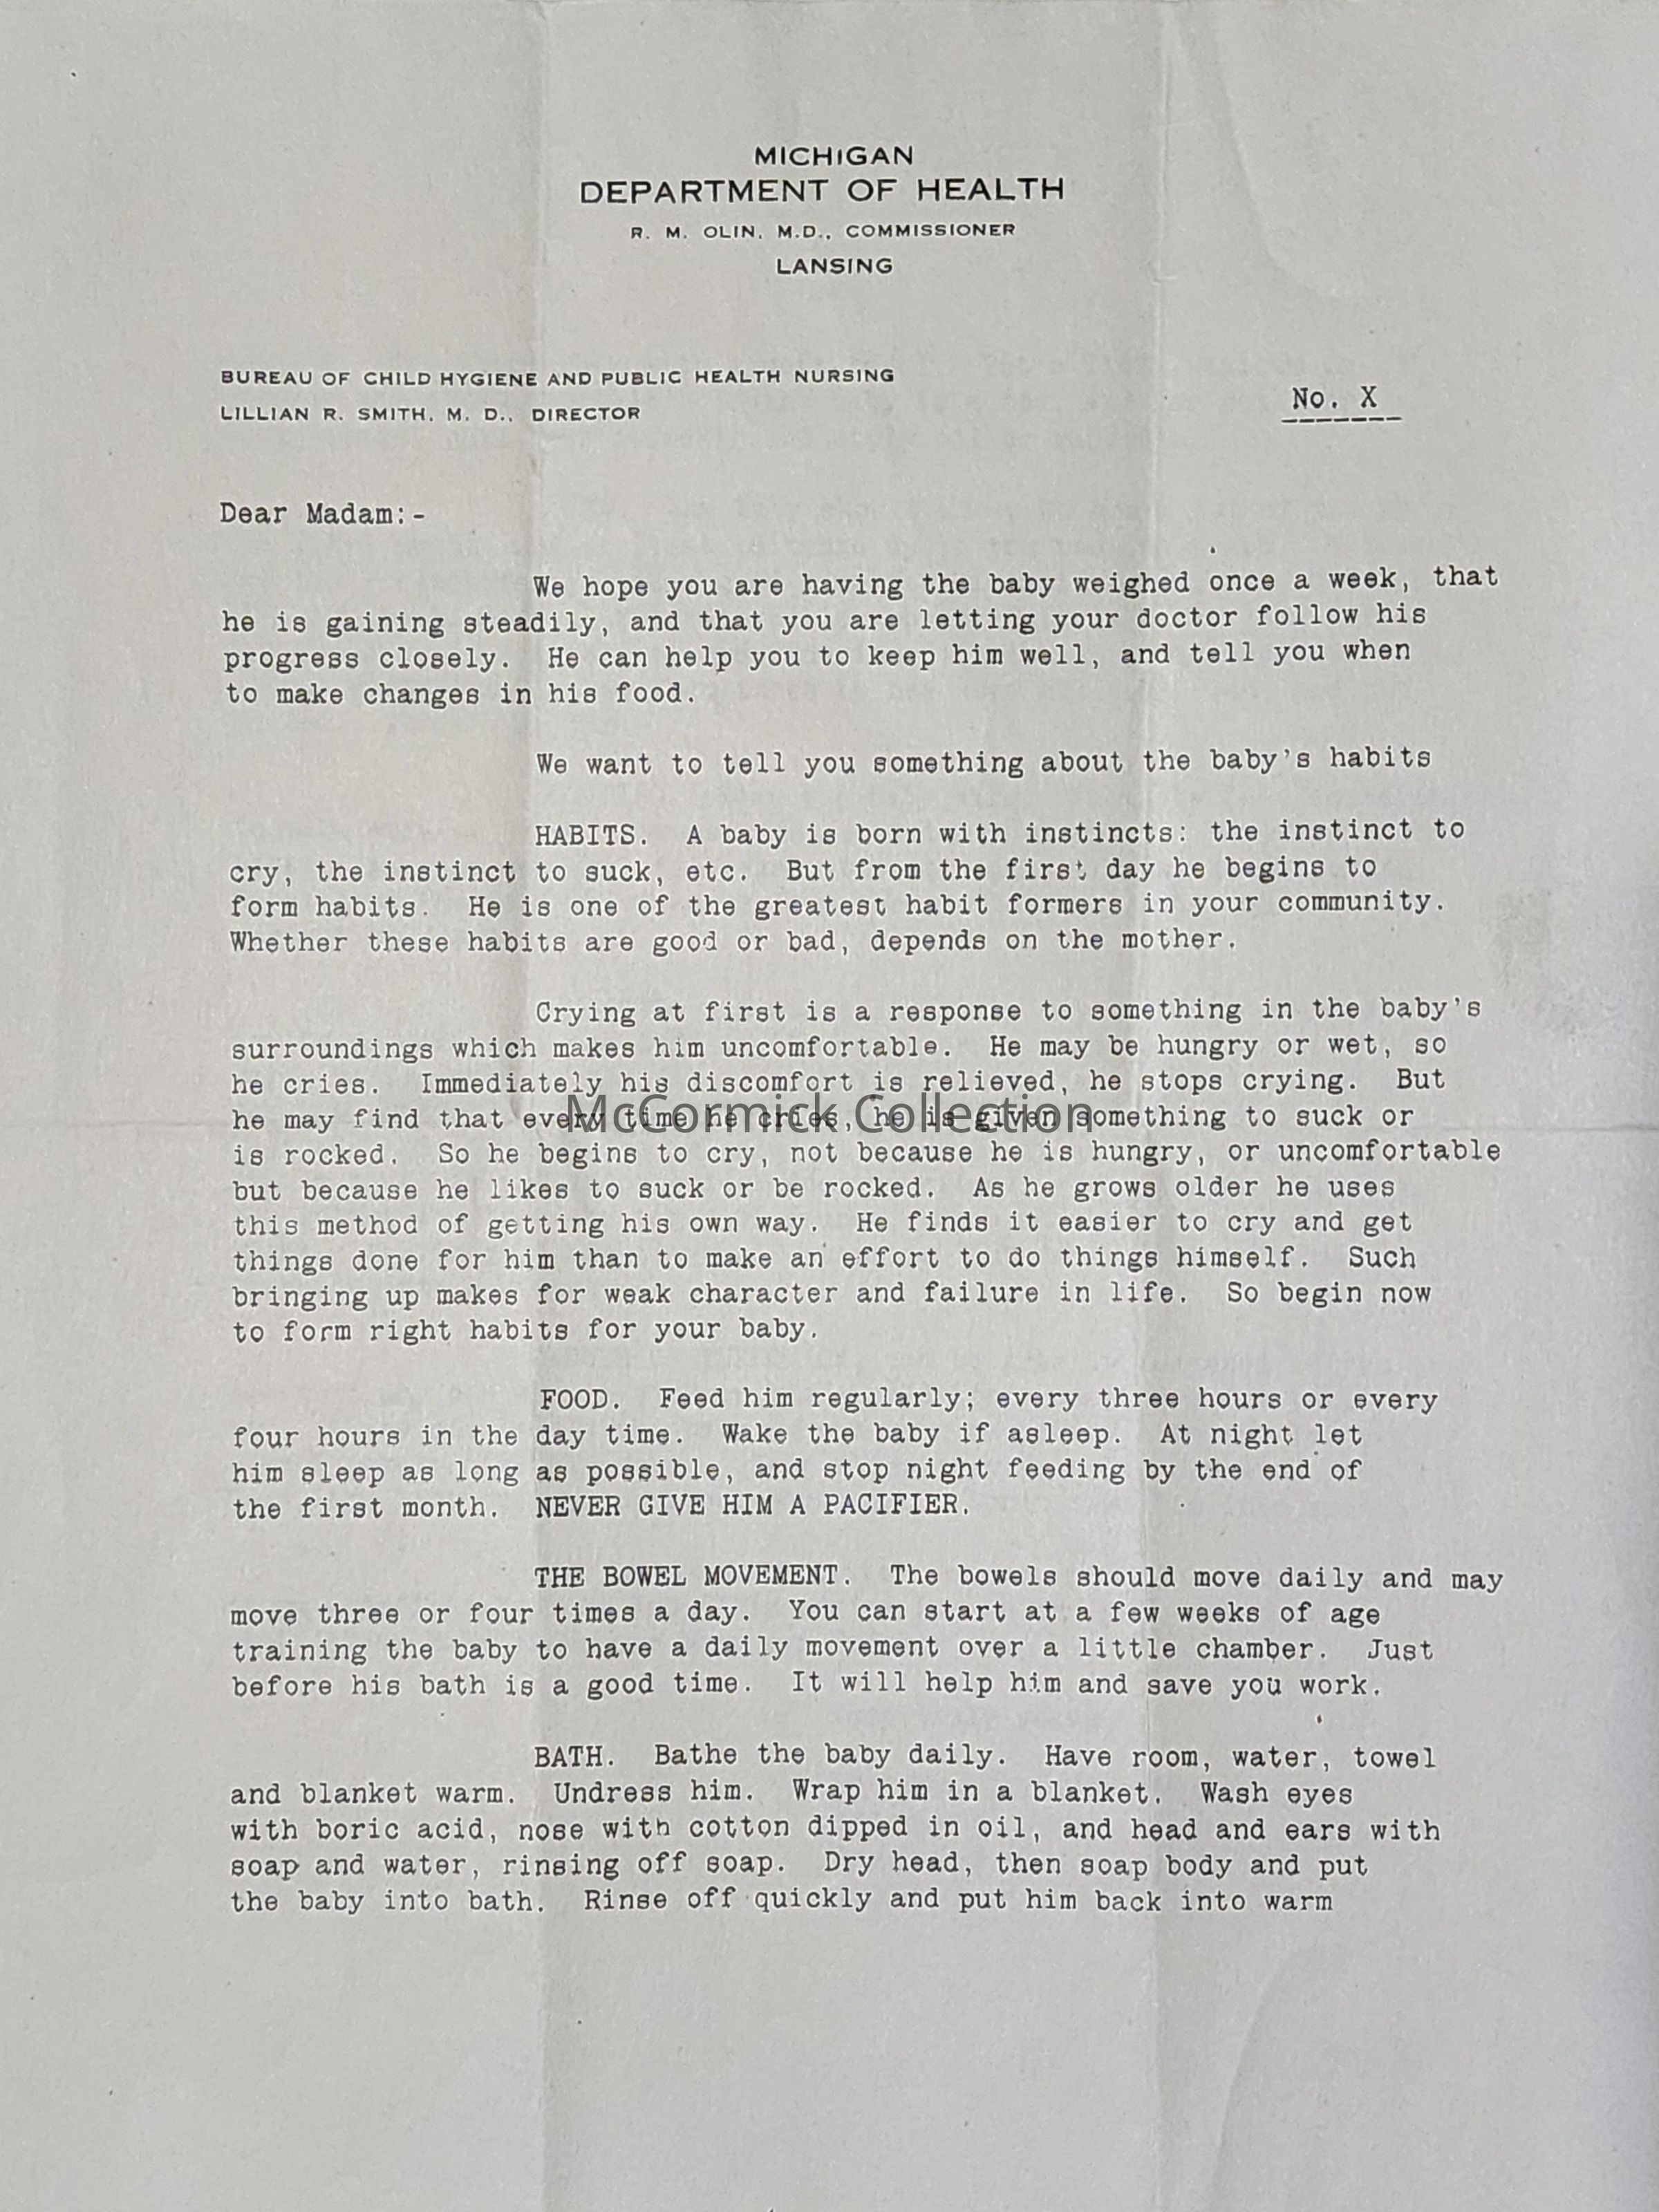 MICHIGAN
DEPARTMENT OF HEALTH
R. M. OLIN, M.D., COMMISSIONER
LANSING
BUREAU OF CHILD HYGIENE AND PUBLIC HEALTH NURSING
LILLIAN R. SMITH, M. D., DIRECTOR
No. X
Dear Madam:-
We hope you are having the baby weighed once a week, that
he is gaining steadily, and that you are letting your doctor follow his
progress closely. He can help you to keep him well, and tell you when
to make changes in his food.
We want to tell you something about the baby's habits
HABITS. A baby is born with instincts: the instinct to
cry, the instinct to suck, etc. But from the first day he begins to
form habits. He is one of the greatest habit formers in your community.
Whether these habits are good or bad, depends on the mother.
Crying at first is a response to something in the baby's
surroundings which makes him uncomfortable. He may be hungry or wet, so
he cries. Immediately his discomfort is relieved, he stops crying. But
he may find that every time he cries, he is given something to suck or
McCormick Collection
is rocked. So he begins to cry, not because he is hungry, or uncomfortable
but because he likes to suck or be rocked. As he grows older he uses
this method of getting his own way. He finds it easier to cry and get
things done for him than to make an effort to do things himself. Such
bringing up makes for weak character and failure in life. So begin now
to form right habits for your baby.
FOOD. Feed him regularly; every three hours or every
four hours in the day time. Wake the baby if asleep. At night let
him sleep as long as possible, and stop night feeding by the end of
the first month. NEVER GIVE HIM A PACIFIER.
THE BOWEL MOVEMENT. The bowels should move daily and may
move three or four times a day. You can start at a few weeks of age
training the baby to have a daily movement over a little chamber. Just
before his bath is a good time. It will help him and save you work.
BATH. Bathe the baby daily. Have room, water, towel
and blanket warm. Undress him. Wrap him in a blanket. Wash eyes
with boric acid, nose with cotton dipped in oil, and head and ears with
soap and water, rinsing off soap. Dry head, then soap body and put
the baby into bath. Rinse off quickly and put him back into warm